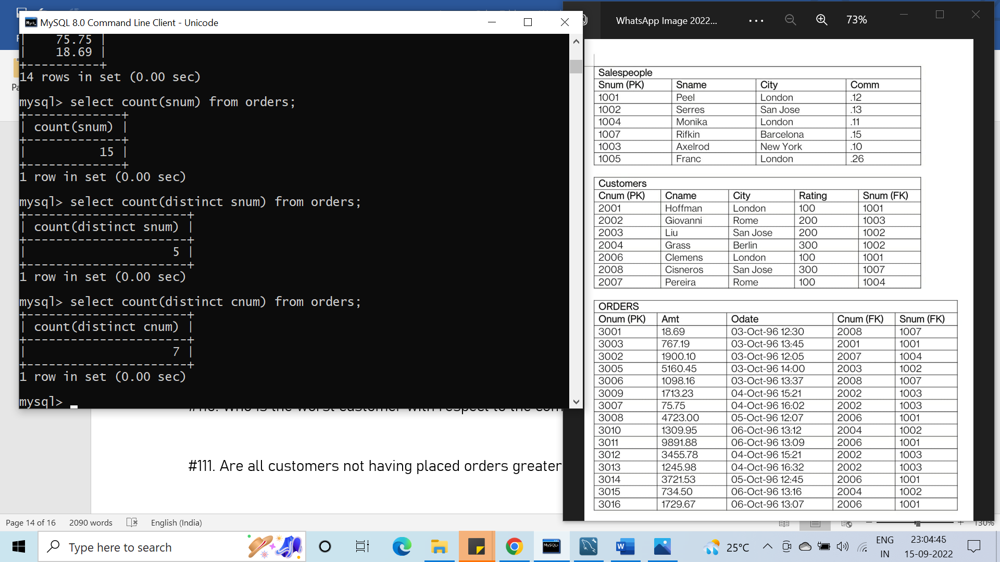 MySQL 8.0 Command Line Client - Unicode
| 75.75 |
| 18.69 |
+----------+
14 rows in set (0.00 sec)
mysql> select count(snum) from orders;
+-------------+
| count(snum) |
+-------------+
| 15 |
+-------------+
1 row in set (0.00 sec)
mysql> select count(distinct snum) from orders;
+----------------------+
| count(distinct snum) |
+----------------------+
| 5 |
+----------------------+
1 row in set (0.00 sec)
mysql> select count(distinct cnum) from orders;
+----------------------+
| count(distinct cnum) |
+----------------------+
| 7 |
+----------------------+
1 row in set (0.00 sec)
mysql>
#111. Are all customers not having placed orders greater
WhatsApp Image 2022... ... 73%
Salespeople
Snum (PK) Sname City Comm
1001 Peel London .12
1002 Serres San Jose .13
1004 Monika London .11
1007 Rifkin Barcelona .15
1003 Axelrod New York .10
1005 Franc London .26
Customers
Cnum (PK) Cname City Rating Snum (FK)
2001 Hoffman London 100 1001
2002 Giovanni Rome 200 1003
2003 Liu San Jose 200 1002
2004 Grass Berlin 300 1002
2006 Clemens London 100 1001
2008 Cisneros San Jose 300 1007
2007 Pereira Rome 100 1004
ORDERS
Onum (PK) Amt Odate Cnum (FK) Snum (FK)
3001 18.69 03-Oct-96 12:30 2008 1007
3003 767.19 03-Oct-96 13:45 2001 1001
3002 1900.10 03-Oct-96 12:05 2007 1004
3005 5160.45 03-Oct-96 14:00 2003 1002
3006 1098.16 03-Oct-96 13:37 2008 1007
3009 1713.23 04-Oct-96 15:21 2002 1003
3007 75.75 04-Oct-96 16:02 2002 1003
3008 4723.00 05-Oct-96 12:07 2006 1001
3010 1309.95 06-Oct-96 13:12 2004 1002
3011 9891.88 06-Oct-96 13:09 2006 1001
3012 3455.78 04-Oct-96 15:21 2002 1003
3013 1245.98 04-Oct-96 16:32 2002 1003
3014 3721.53 05-Oct-96 12:45 2006 1001
3015 734.50 06-Oct-96 13:16 2004 1002
3016 1729.67 06-Oct-96 13:07 2006 1001
Page 14 of 16 2090 words English (India) 130%
Type here to search
MySQL
W
25°C
ENG
IN
23:04:45
15-09-2022